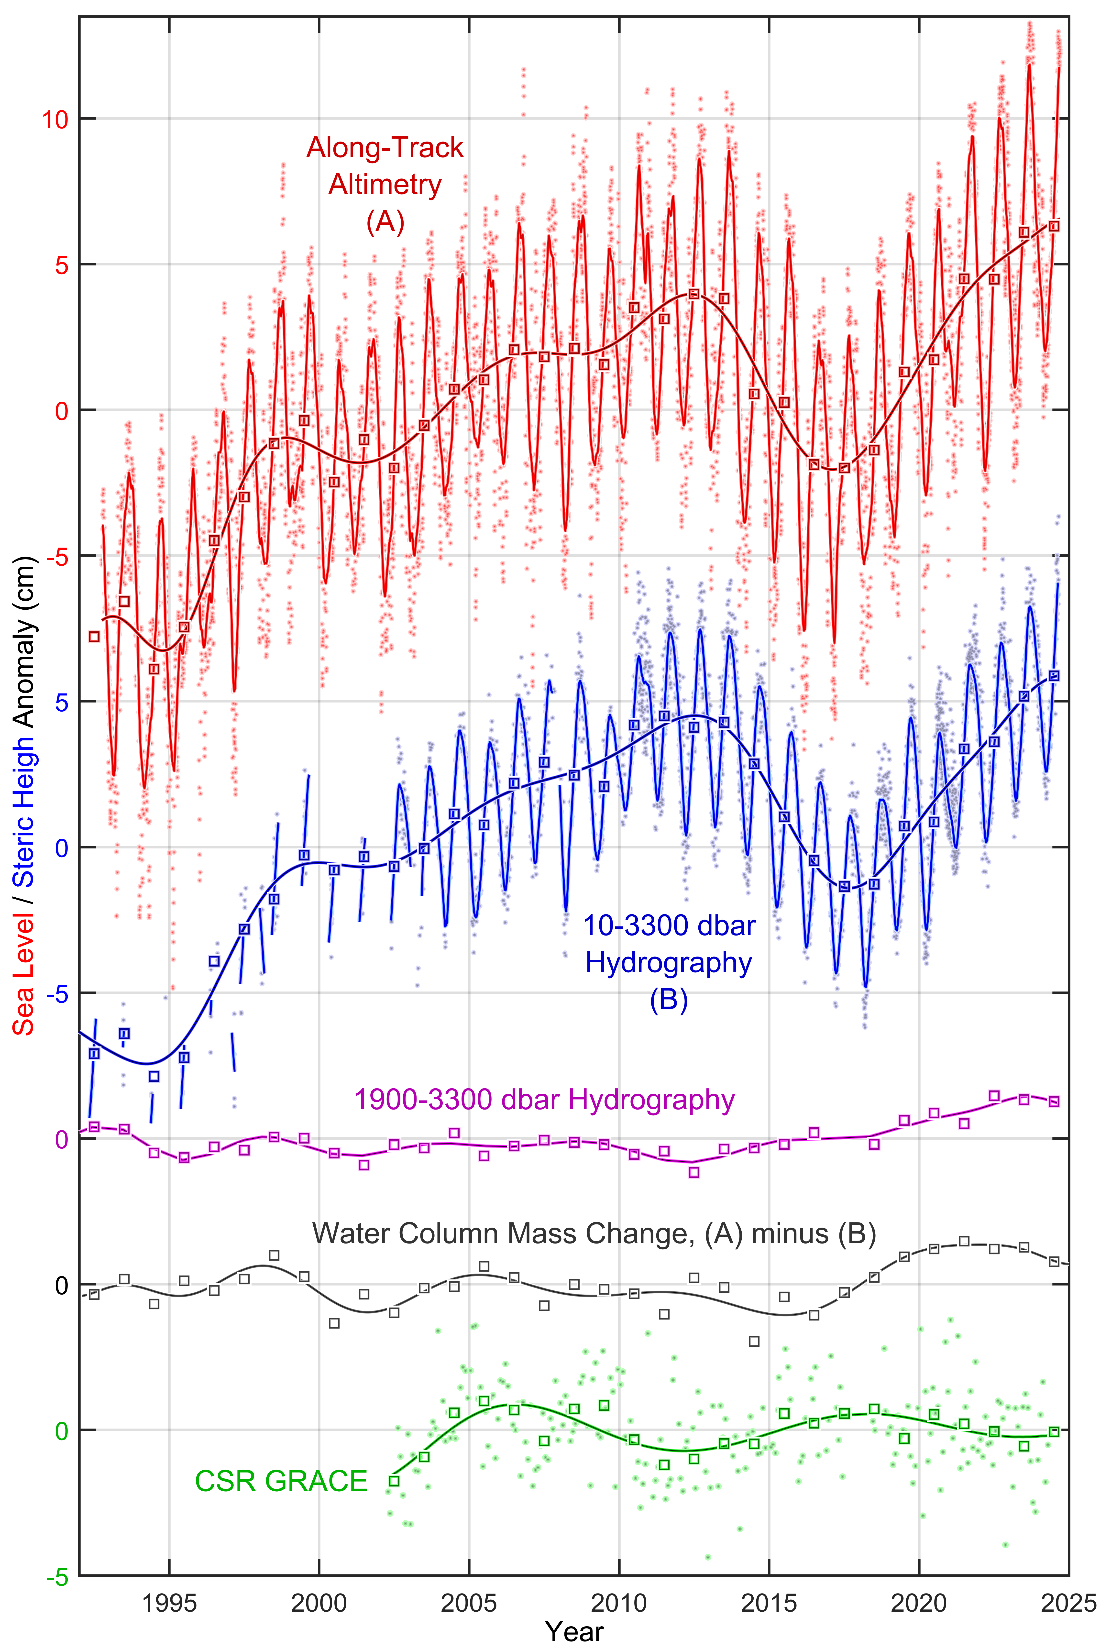 10
Along-Track
Altimetry
(A)
5
0
-5
5
0
10-3300 dbar
Hydrography
(B)
-5
1900-3300 dbar Hydrography
0
Water Column Mass Change, (A) minus (B)
0
0
CSR GRACE
-5
1995 2000 2005 2010 2015 2020 2025
Year
Sea Level / Steric Height Anomaly (cm)